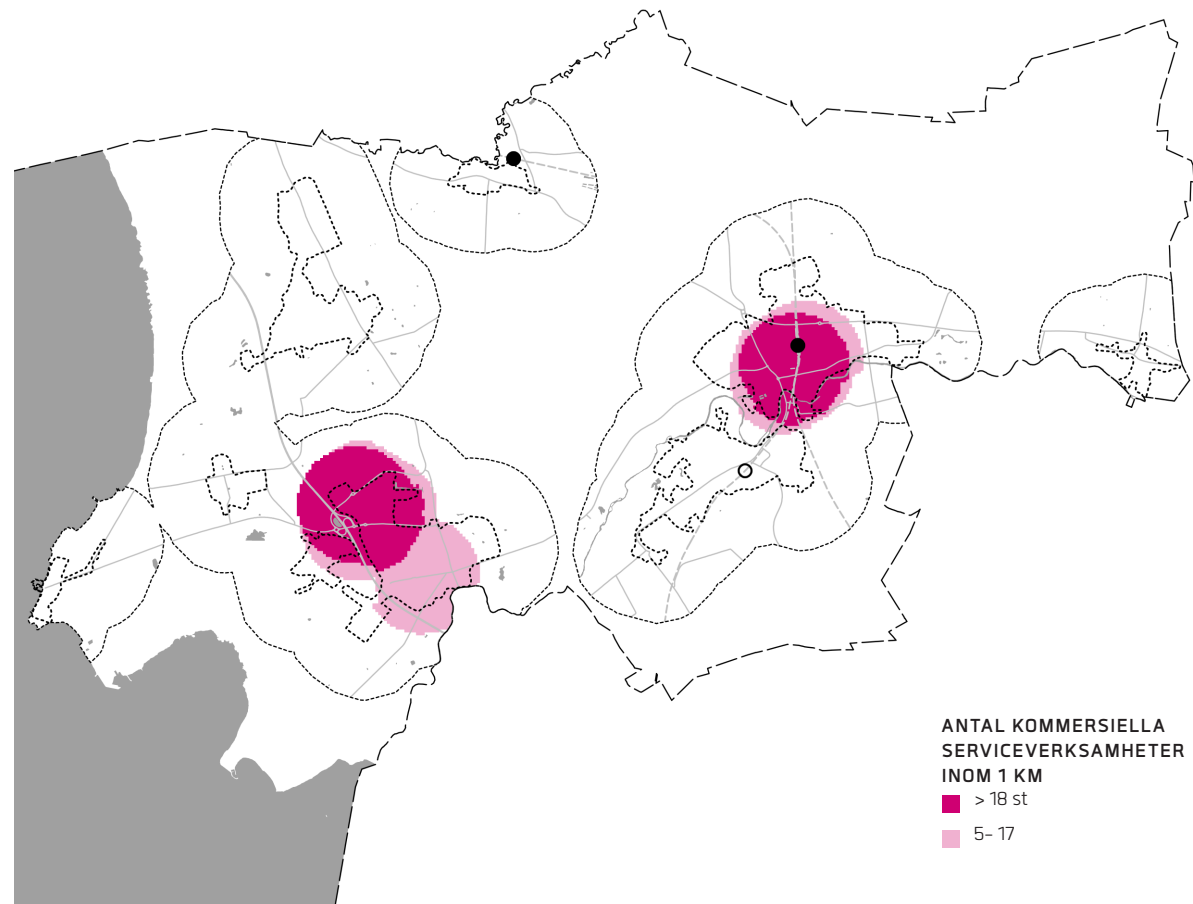 ANTAL KOMMERSIELLA
SERVICEVERKSAMHETER
INOM 1 KM
> 18 st
5- 17